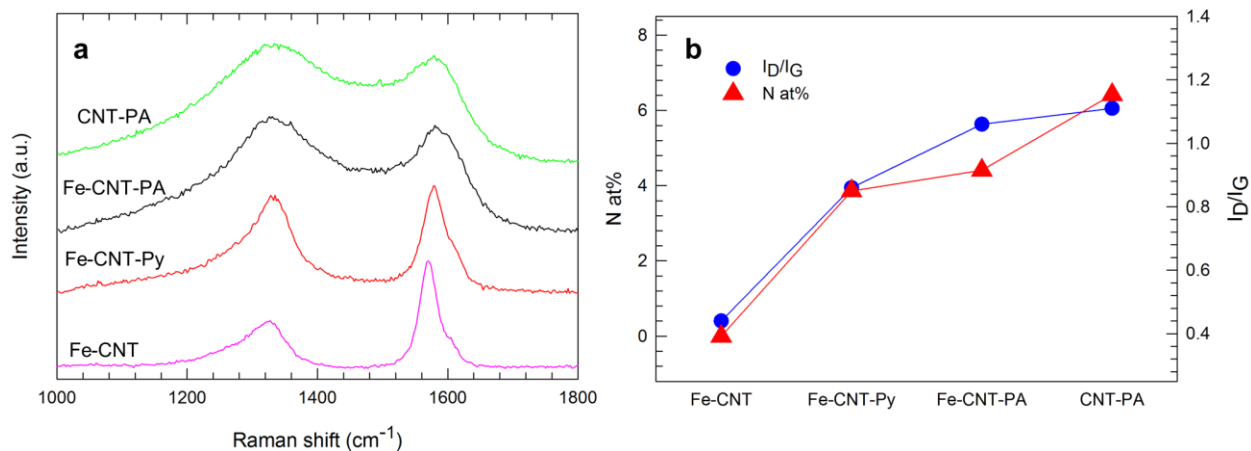 a
CNT-PA
Fe-CNT-PA
Fe-CNT-Py
Fe-CNT
Intensity (a.u.)
1000
1200
1400
1600
1800
Raman shift (cm⁻¹)
b
I_D/I_G
N at%
N at%
8
6
4
2
0
1.4
1.2
1.0
0.8
0.6
0.4
I_D/I_G
Fe-CNT
Fe-CNT-Py
Fe-CNT-PA
CNT-PA